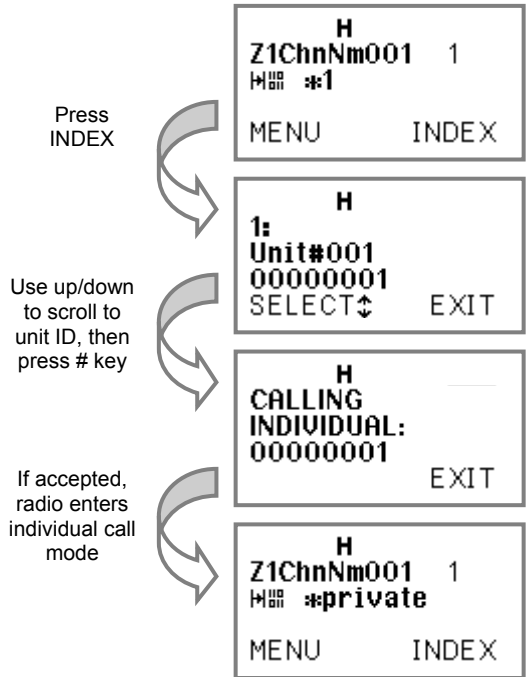 H
Z1ChnNm001 1
*1
MENU INDEX
Press
INDEX
H
1:
Unit#001
00000001
SELECT EXIT
Use up/down
to scroll to
unit ID, then
press # key
H
CALLING
INDIVIDUAL:
00000001
EXIT
If accepted,
radio enters
individual call
mode
H
Z1ChnNm001 1
*private
MENU INDEX